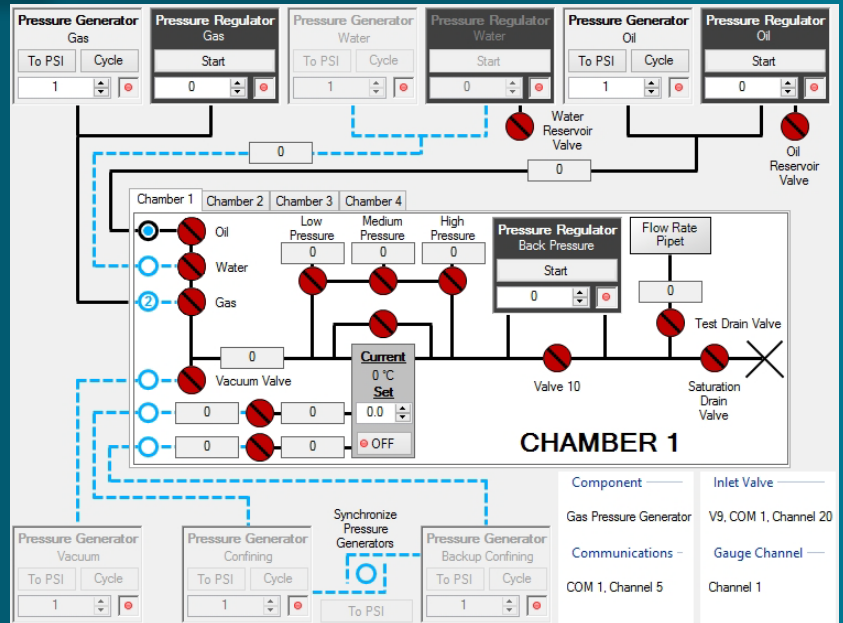 Pressure Generator
Gas
To PSI Cycle
1
Pressure Regulator
Gas
Start
0
Pressure Generator
Water
To PSI Cycle
1
Pressure Regulator
Water
Start
0
Pressure Generator
Oil
To PSI Cycle
1
Pressure Regulator
Oil
Start
0
Water
Reservoir
Valve
Oil
Reservoir
Valve
0
0
Chamber 1 Chamber 2 Chamber 3 Chamber 4
Oil
Water
2
Gas
Low
Pressure
0
Medium
Pressure
0
High
Pressure
0
Pressure Regulator
Back Pressure
Start
0
Flow Rate
Pipet
0
Test Drain Valve
0
Vacuum Valve
Current
0 °C
Set
0.0
OFF
Valve 10
Saturation
Drain
Valve
0 0
0 0
CHAMBER 1
Pressure Generator
Vacuum
To PSI Cycle
1
Pressure Generator
Confining
To PSI Cycle
1
Synchronize
Pressure
Generators
To PSI
Pressure Generator
Backup Confining
To PSI Cycle
1
Component
Gas Pressure Generator
Inlet Valve
V9, COM 1, Channel 20
Communications
COM 1, Channel 5
Gauge Channel
Channel 1